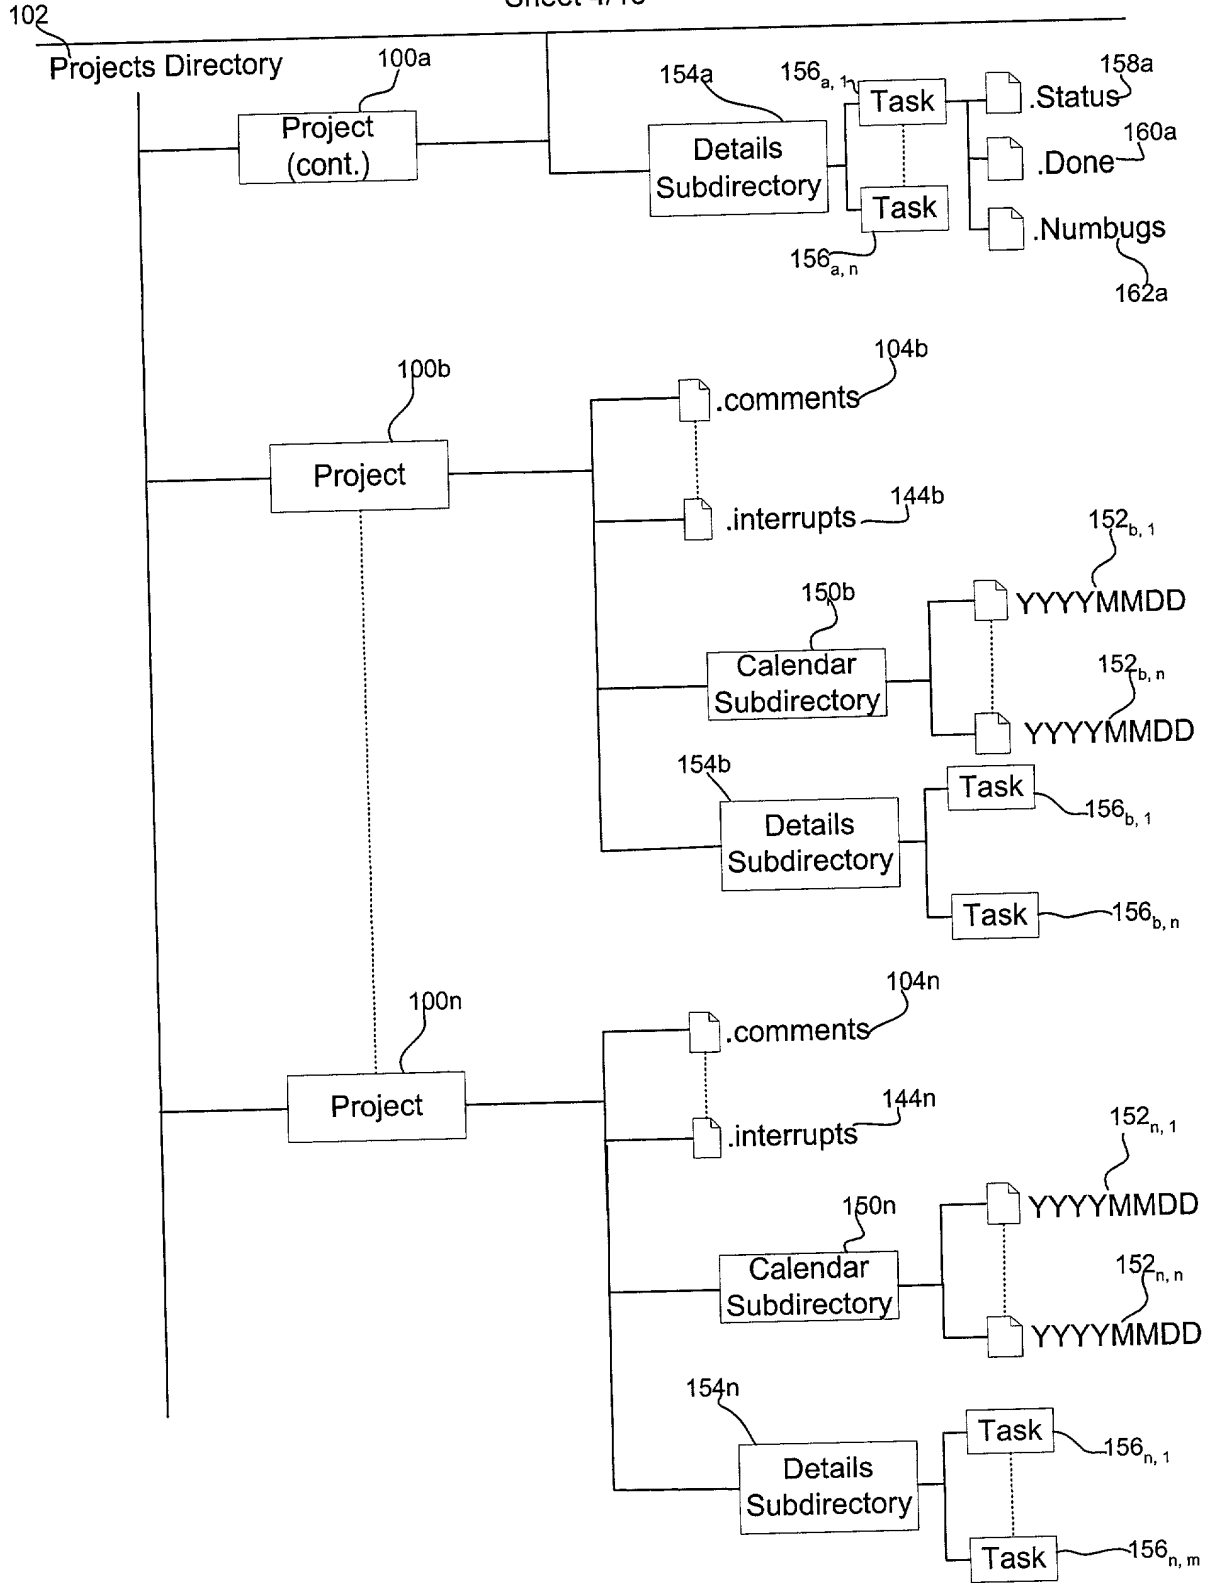 102
Projects Directory
100a
Project
(cont.)
154a
Details
Subdirectory
156a, 1
Task
Task
156a, n
158a
.Status
.Done
160a
.Numbugs
162a
100b
Project
104b
.comments
.interrupts
144b
152b, 1
150b
YYYYMMDD
Calendar
Subdirectory
152b, n
YYYYMMDD
154b
Details
Subdirectory
Task
156b, 1
Task
156b, n
100n
Project
104n
.comments
144n
.interrupts
152n, 1
150n
YYYYMMDD
Calendar
Subdirectory
152n, n
YYYYMMDD
154n
Details
Subdirectory
Task
156n, 1
Task
156n, m